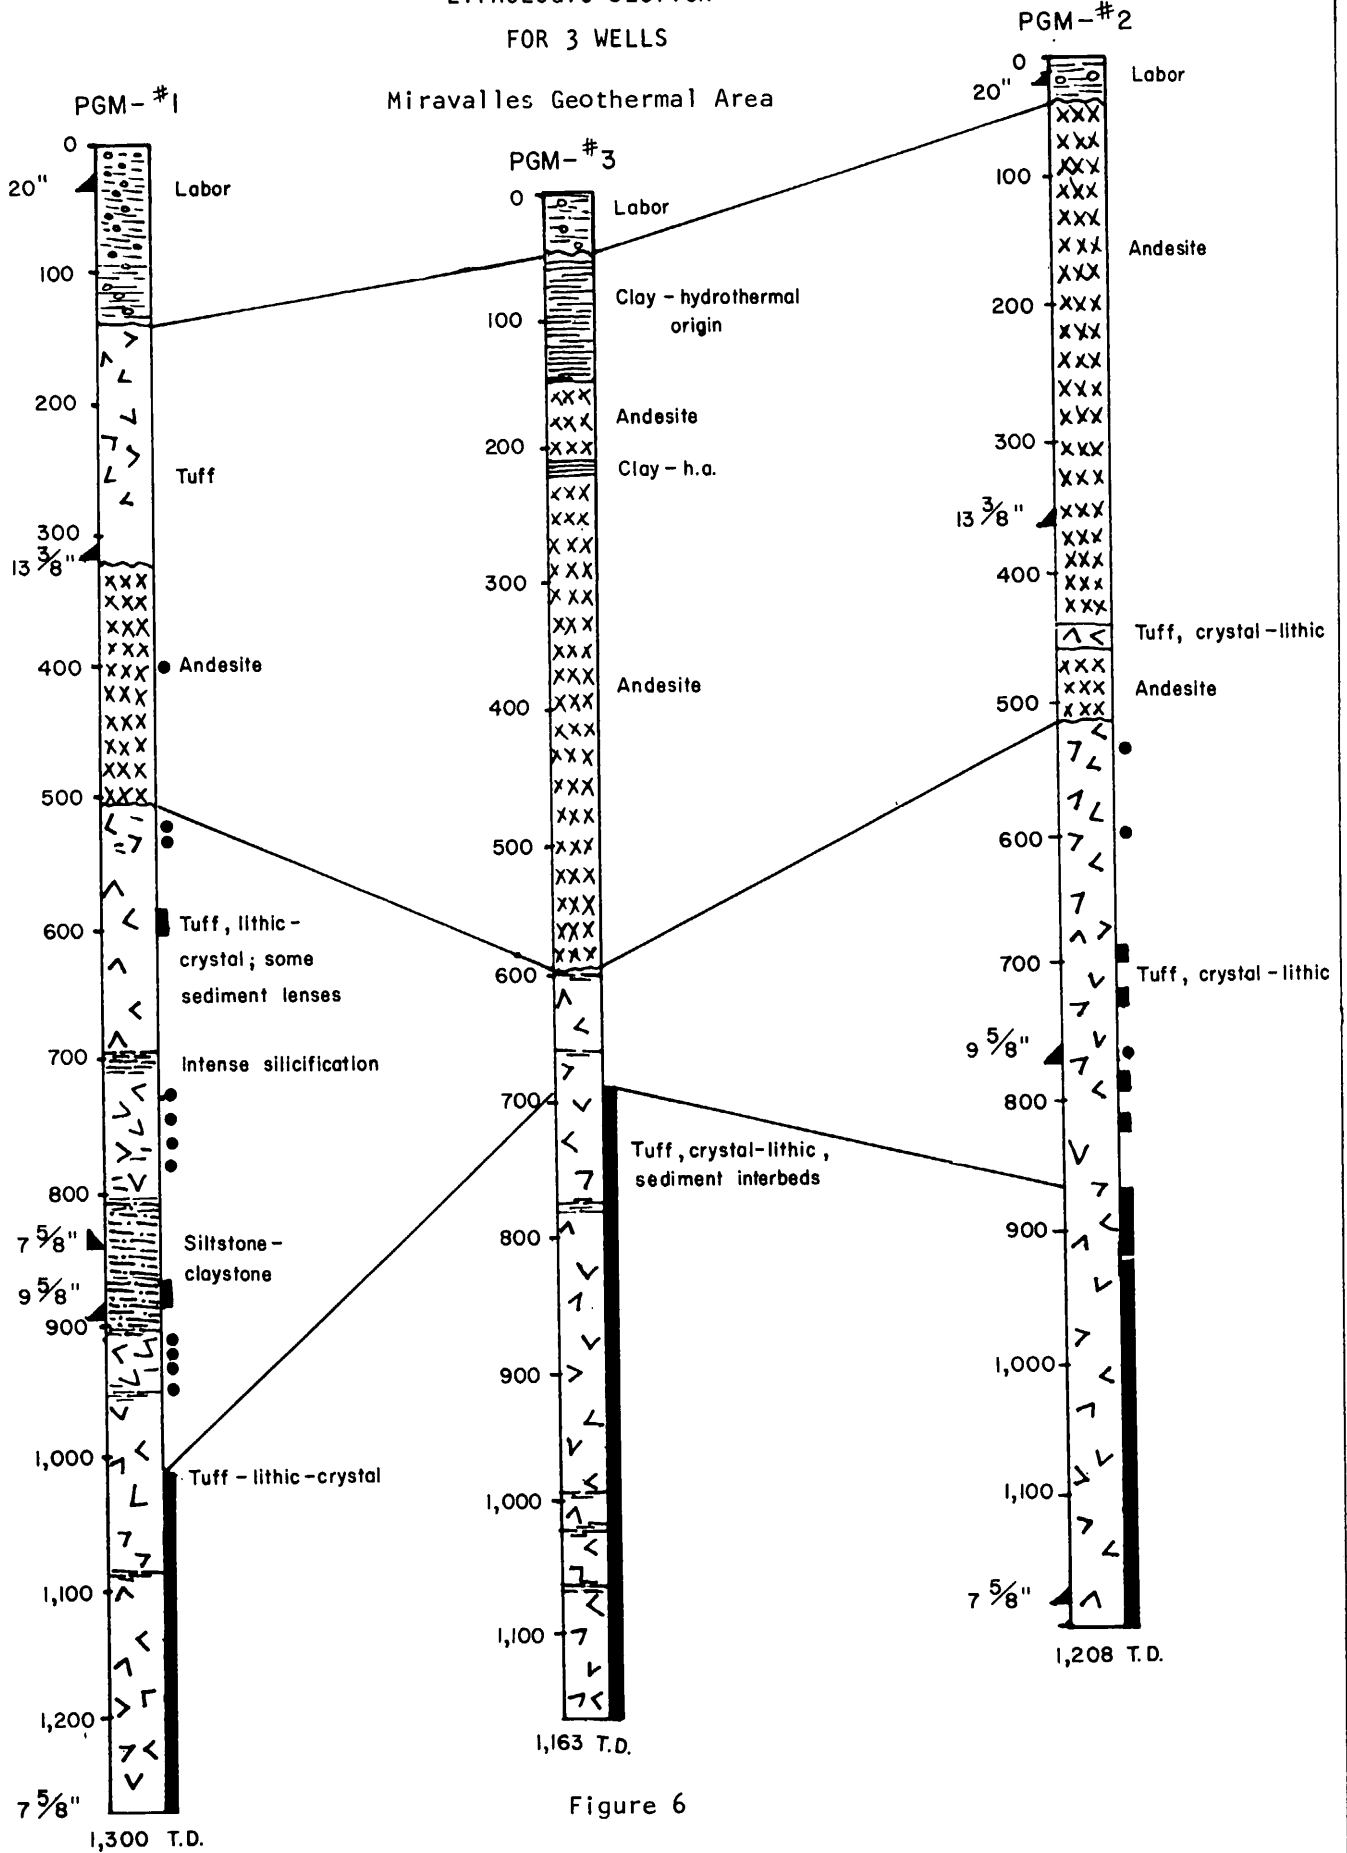 FOR 3 WELLS
Miravalles Geothermal Area
PGM-#1
0
20"
Labor
100
200
Tuff
300
13 3/8"
400
Andesite
500
600
Tuff, lithic-
crystal; some
sediment lenses
700
Intense silicification
800
7 5/8"
Siltstone-
claystone
9 5/8"
900
1,000
Tuff-lithic-crystal
1,100
1,200
7 5/8"
1,300 T.D.
PGM-#3
0
Labor
Clay-hydrothermal
origin
100
Andesite
200
Clay-h.a.
300
Andesite
400
500
600
700
Tuff, crystal-lithic,
sediment interbeds
800
900
1,000
1,100
1,163 T.D.
PGM-#2
0
20"
Labor
100
Andesite
200
300
13 3/8"
400
Tuff, crystal-lithic
Andesite
500
600
700
Tuff, crystal-lithic
9 5/8"
800
900
1,000
1,100
7 5/8"
1,208 T.D.
Figure 6